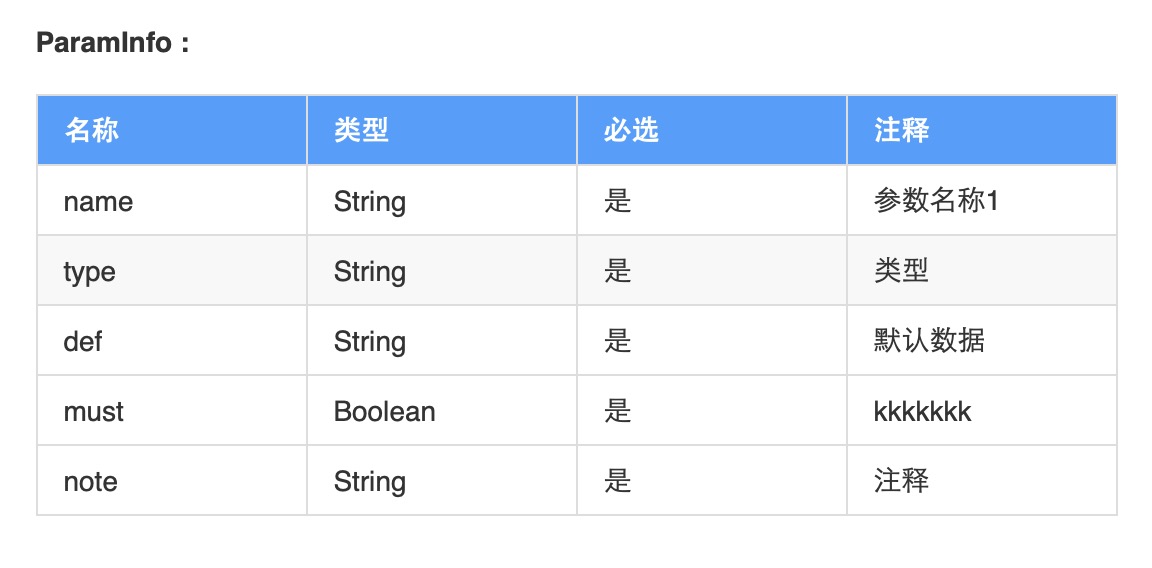 ParamInfo :
名称 类型 必选 注释
name String 是 参数名称1
type String 是 类型
def String 是 默认数据
must Boolean 是 kkkkkkk
note String 是 注释